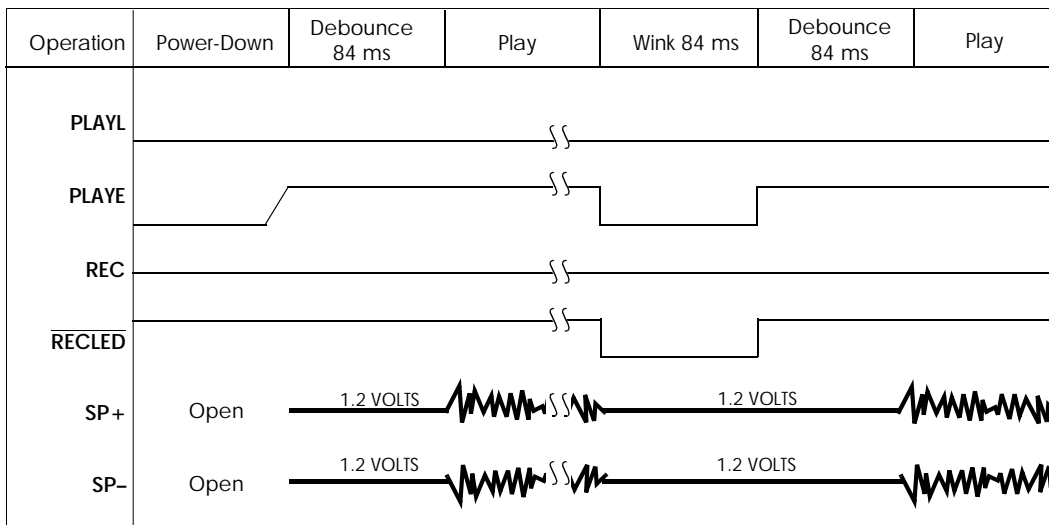 Operation Power-Down Debounce 84 ms Play Wink 84 ms Debounce 84 ms Play
PLAYL
PLAYE
REC
RECLED
SP+ Open 1.2 VOLTS 1.2 VOLTS
SP– Open 1.2 VOLTS 1.2 VOLTS